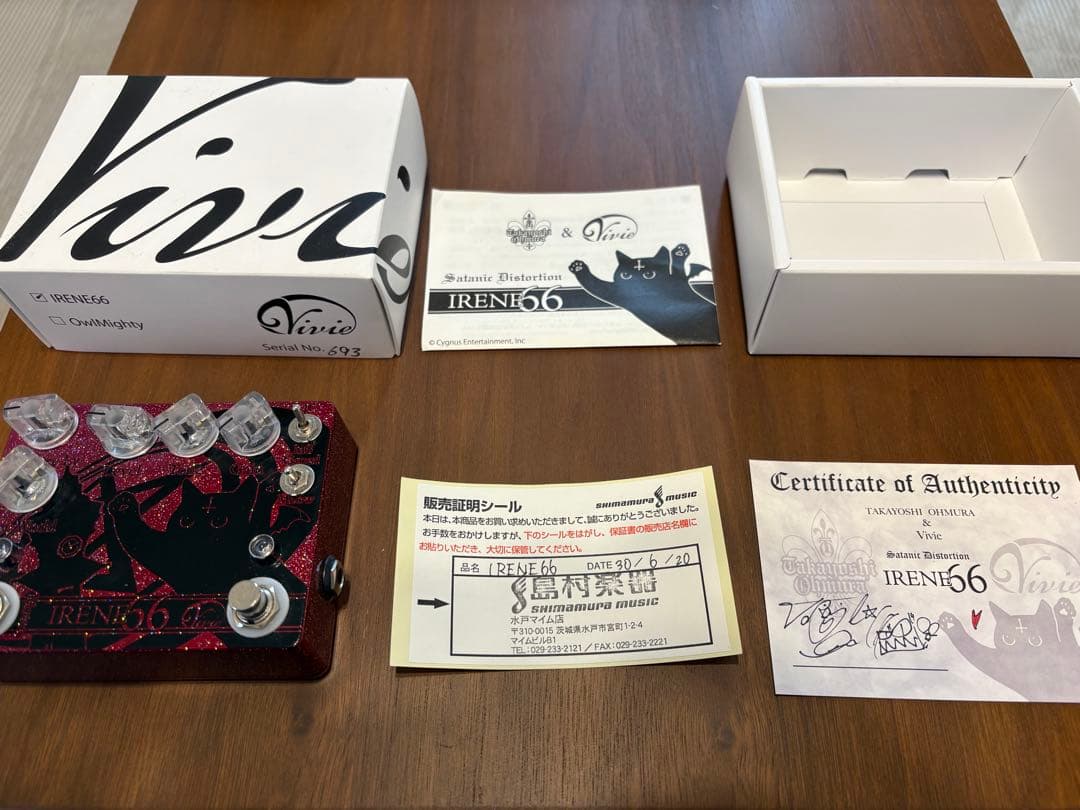 Vivie
☑ IRENE66
☐ OwlMighty
Vivie
Serial No. 693
Takayoshi Ohmura & Vivie
Satanic Distortion
IRENE66
© Cygnus Entertainment, Inc
IRENE66
販売証明シール
SHIMAMURA MUSIC
本日は、本商品をお買い求めいただきまして、誠にありがとうございます。
お手数をおかけしますが、下のシールをはがし、保証書の販売店名欄に
お貼りいただき、大切に保管してください。
品名 IRENE66 DATE 30/6/20
島村楽器
SHIMAMURA MUSIC
水戸マイム店
〒310-0015 茨城県水戸市宮町1-2-4
マイムビルB1
TEL:029-233-2121 / FAX:029-233-2221
Certificate of Authenticity
TAKAYOSHI OHMURA
&
Vivie
Satanic Distortion
IRENE66
Takayoshi
Ohmura
Vivie